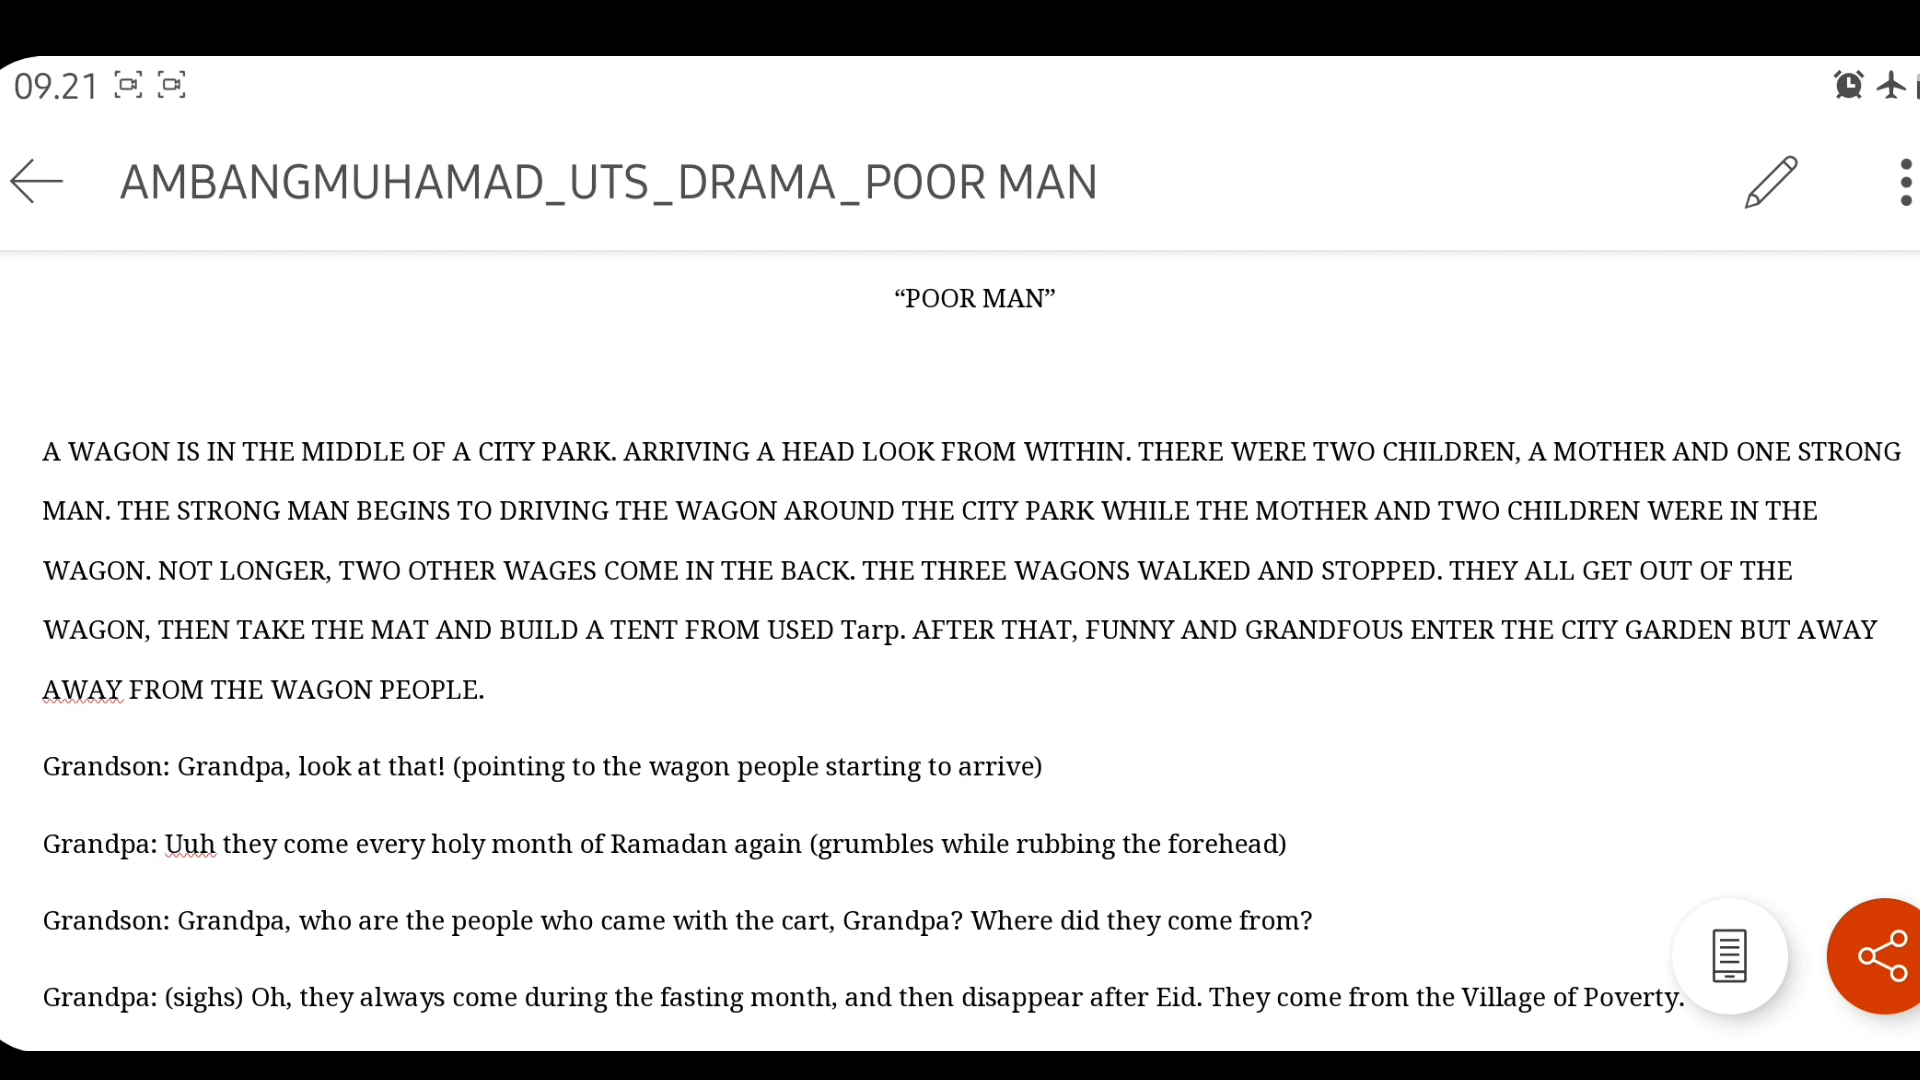 09.21
AMBANGMUHAMAD_UTS_DRAMA_POOR MAN
“POOR MAN”
A WAGON IS IN THE MIDDLE OF A CITY PARK. ARRIVING A HEAD LOOK FROM WITHIN. THERE WERE TWO CHILDREN, A MOTHER AND ONE STRONG
MAN. THE STRONG MAN BEGINS TO DRIVING THE WAGON AROUND THE CITY PARK WHILE THE MOTHER AND TWO CHILDREN WERE IN THE
WAGON. NOT LONGER, TWO OTHER WAGES COME IN THE BACK. THE THREE WAGONS WALKED AND STOPPED. THEY ALL GET OUT OF THE
WAGON, THEN TAKE THE MAT AND BUILD A TENT FROM USED Tarp. AFTER THAT, FUNNY AND GRANDFOUS ENTER THE CITY GARDEN BUT AWAY
AWAY FROM THE WAGON PEOPLE.
Grandson: Grandpa, look at that! (pointing to the wagon people starting to arrive)
Grandpa: Uuh they come every holy month of Ramadan again (grumbles while rubbing the forehead)
Grandson: Grandpa, who are the people who came with the cart, Grandpa? Where did they come from?
Grandpa: (sighs) Oh, they always come during the fasting month, and then disappear after Eid. They come from the Village of Poverty.